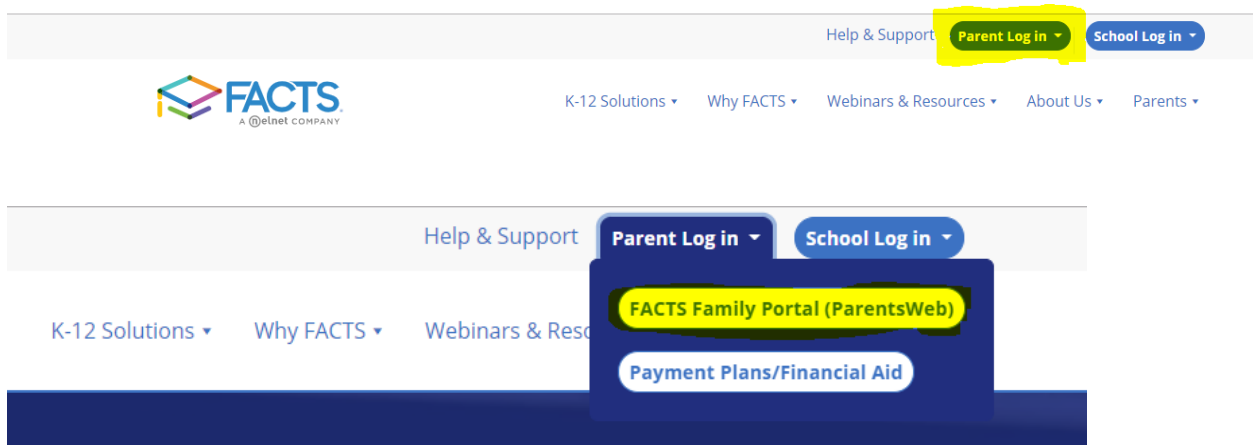 Help & Support Parent Log in School Log in
FACTS
A nelnet COMPANY
K-12 Solutions Why FACTS Webinars & Resources About Us Parents
Help & Support Parent Log in School Log in
FACTS Family Portal (ParentsWeb)
K-12 Solutions Why FACTS Webinars & Reso
Payment Plans/Financial Aid